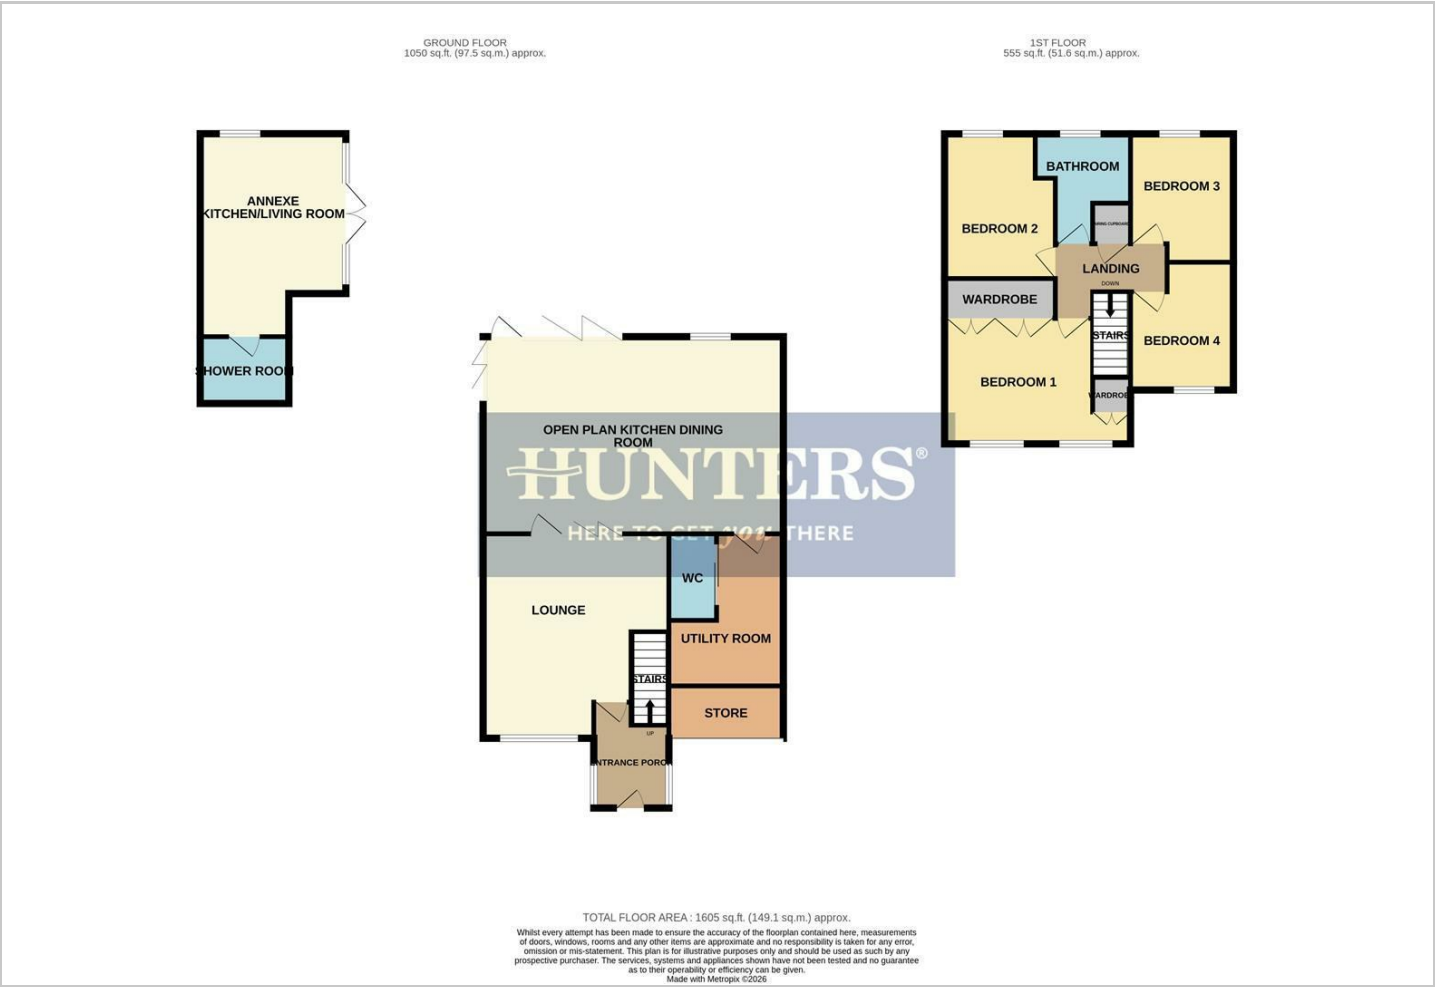 GROUND FLOOR
1050 sq.ft. (97.5 sq.m.) approx.
1ST FLOOR
555 sq.ft. (51.6 sq.m.) approx.
ANNEXE
KITCHEN/LIVING ROOM
SHOWER ROOM
OPEN PLAN KITCHEN DINING
ROOM
HUNTERS®
HERE TO GET you THERE
LOUNGE
WC
UTILITY ROOM
STAIRS
STORE
UP
ENTRANCE PORCH
BATHROOM
BEDROOM 3
BEDROOM 2
AIRING CUPBOARD
LANDING
DOWN
WARDROBE
STAIRS
BEDROOM 4
BEDROOM 1
WARDROBE
TOTAL FLOOR AREA : 1605 sq.ft. (149.1 sq.m.) approx.
Whilst every attempt has been made to ensure the accuracy of the floorplan contained here, measurements
of doors, windows, rooms and any other items are approximate and no responsibility is taken for any error,
omission or mis-statement. This plan is for illustrative purposes only and should be used as such by any
prospective purchaser. The services, systems and appliances shown have not been tested and no guarantee
as to their operability or efficiency can be given.
Made with Metropix ©2026